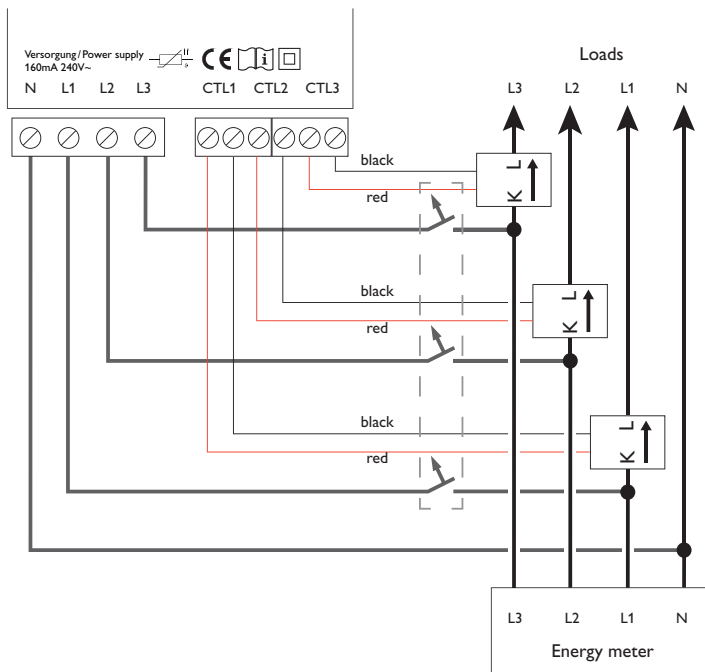 Versorgung/Power supply
160mA 240V~
N L1 L2 L3 CTL1 CTL2 CTL3
Loads
L3 L2 L1 N
black
red
K L
black
red
K L
black
red
K L
L3 L2 L1 N
Energy meter